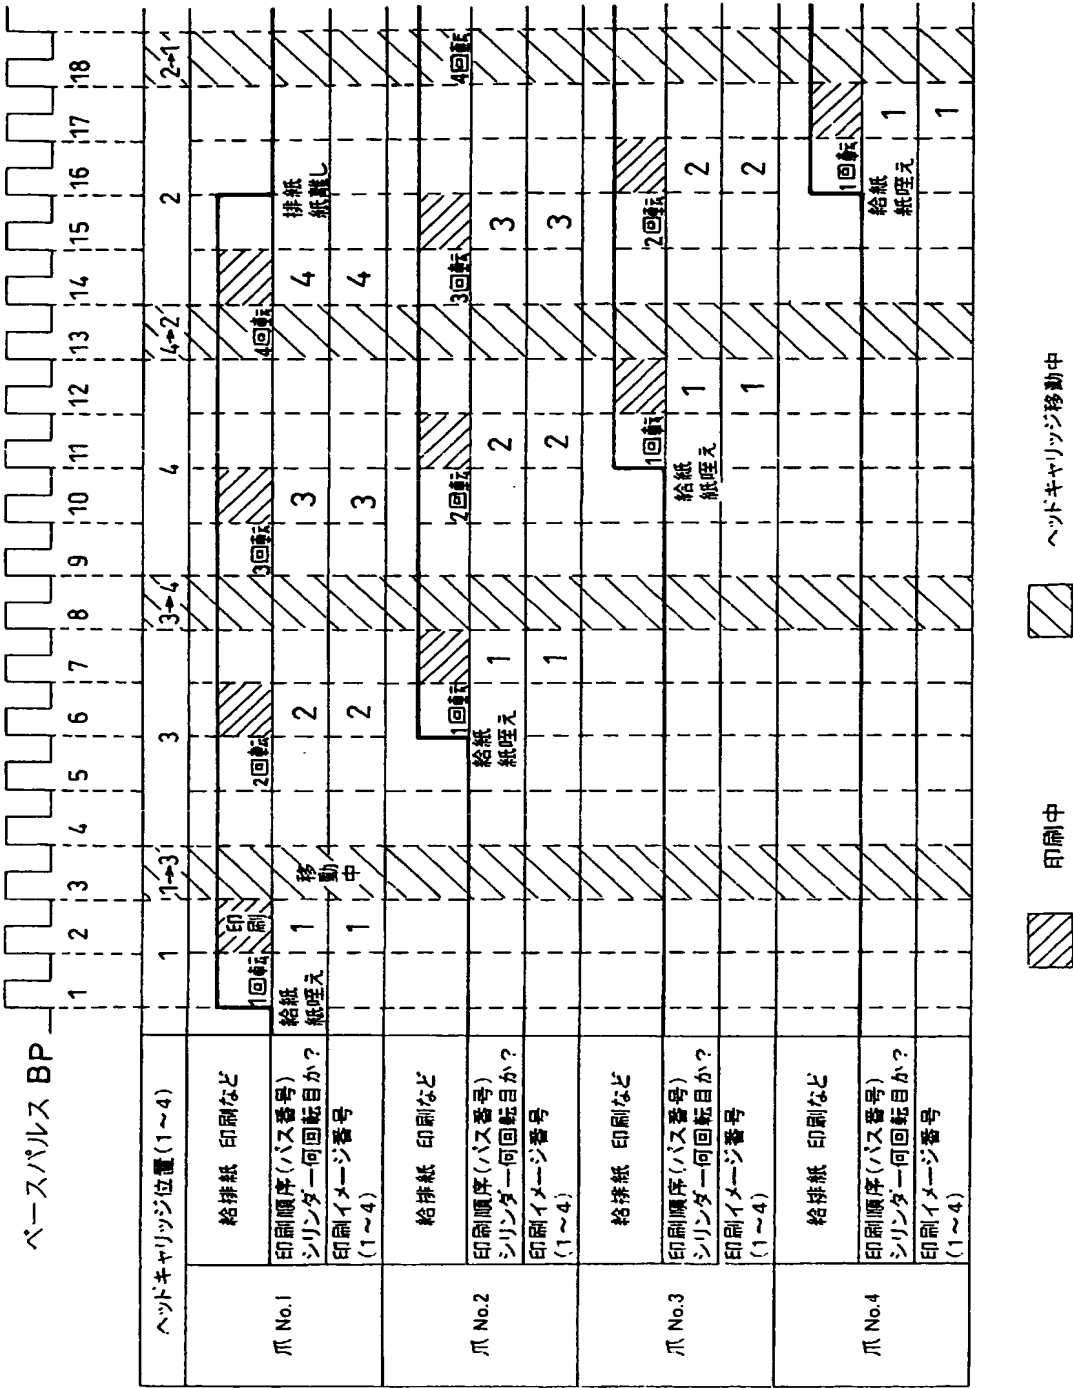 ベースパルス BP
1 2 3 4 5 6 7 8 9 10 11 12 13 14 15 16 17 18
ヘッドキャリッジ位置(1~4)
1 1→3 3 3→4 4 4→2 2 2→1
爪 No.1
給排紙 印刷など
1回転 印刷 2回転 3回転 4回転
印刷順序(パス番号)
シリンダー何回転目か?
給紙
紙咥え
1 移動中 2 3 4
排紙
紙離し
印刷イメージ番号
(1~4)
1 2 3 4
爪 No.2
給排紙 印刷など
1回転 2回転 3回転 4回転
印刷順序(パス番号)
シリンダー何回転目か?
給紙
紙咥え
1 2 3
印刷イメージ番号
(1~4)
1 2 3
爪 No.3
給排紙 印刷など
1回転 2回転
印刷順序(パス番号)
シリンダー何回転目か?
給紙
紙咥え
1 2
印刷イメージ番号
(1~4)
1 2
爪 No.4
給排紙 印刷など
1回転
印刷順序(パス番号)
シリンダー何回転目か?
給紙
紙咥え
1
印刷イメージ番号
(1~4)
1
印刷中
ヘッドキャリッジ移動中